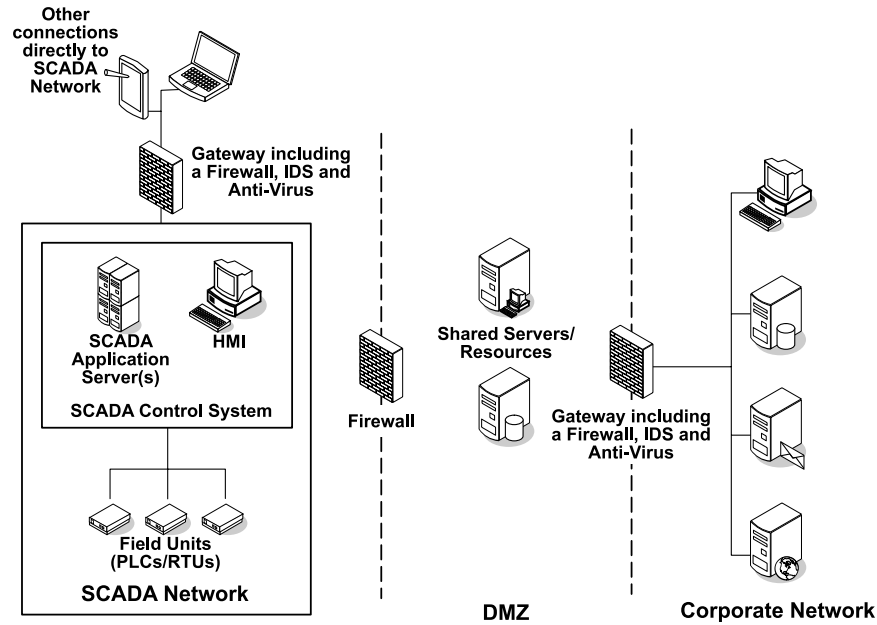 Other
connections
directly to
SCADA
Network
Gateway including
a Firewall, IDS and
Anti-Virus
SCADA
Application
Server(s)
HMI
SCADA Control System
Field Units
(PLCs/RTUs)
SCADA Network
Firewall
Shared Servers/
Resources
DMZ
Gateway including
a Firewall, IDS and
Anti-Virus
Corporate Network